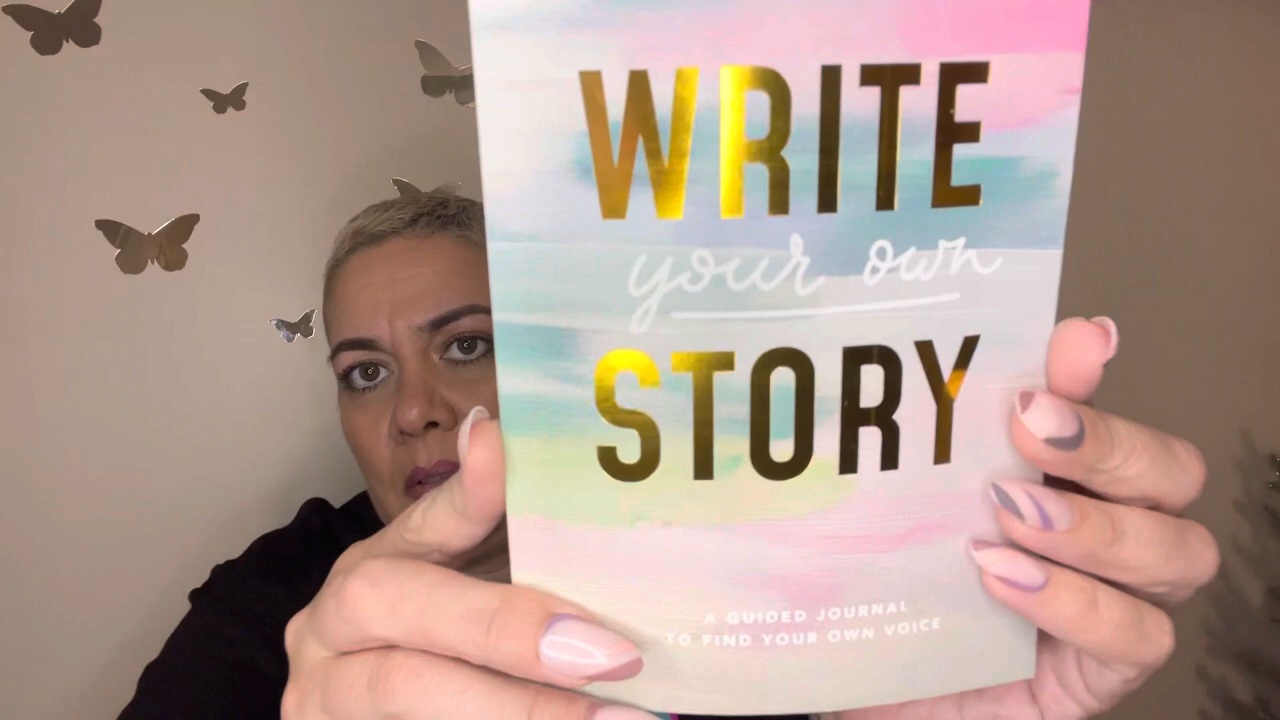 WRITE
your own
STORY
A GUIDED JOURNAL
TO FIND YOUR OWN VOICE